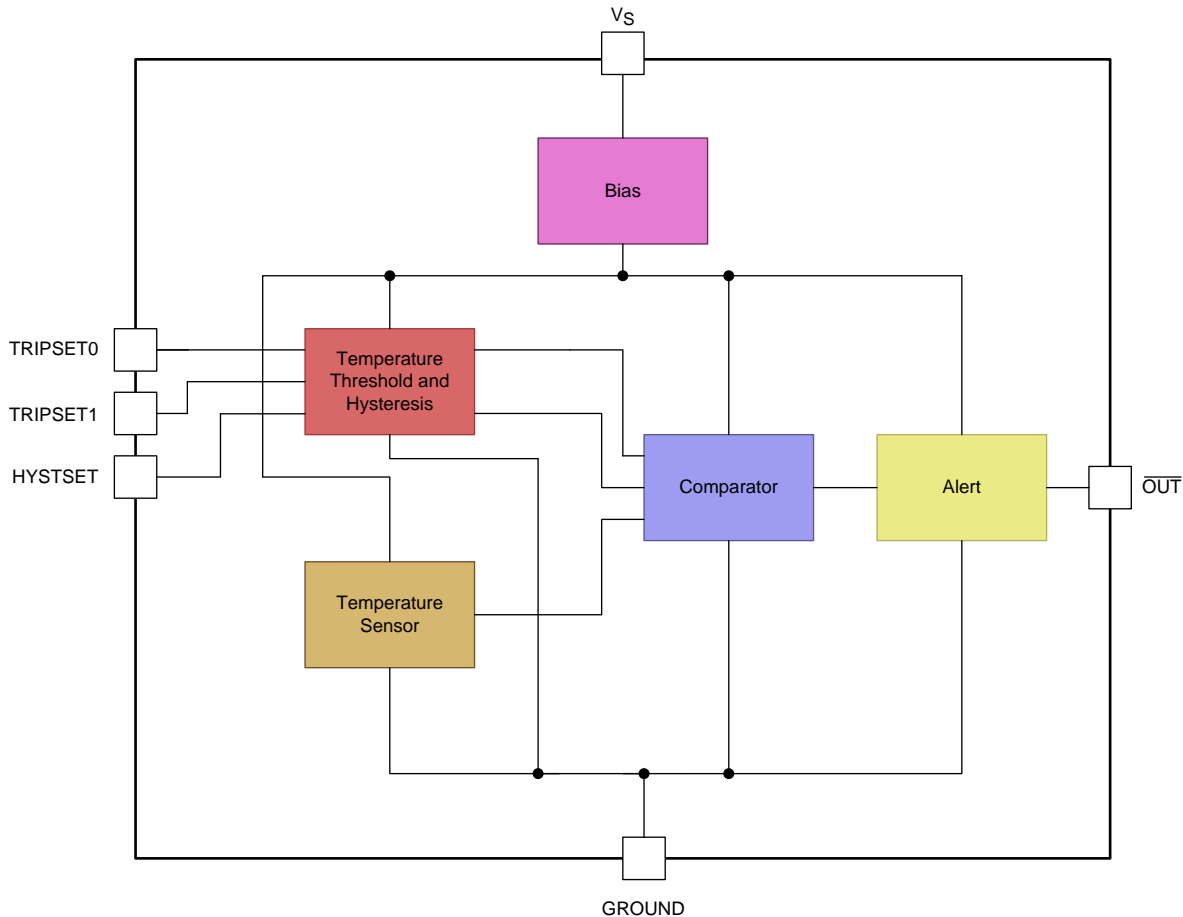 VS
Bias
TRIPSET0
TRIPSET1
HYSTSET
Temperature
Threshold and
Hysteresis
Comparator
Alert
OUT
Temperature
Sensor
GROUND